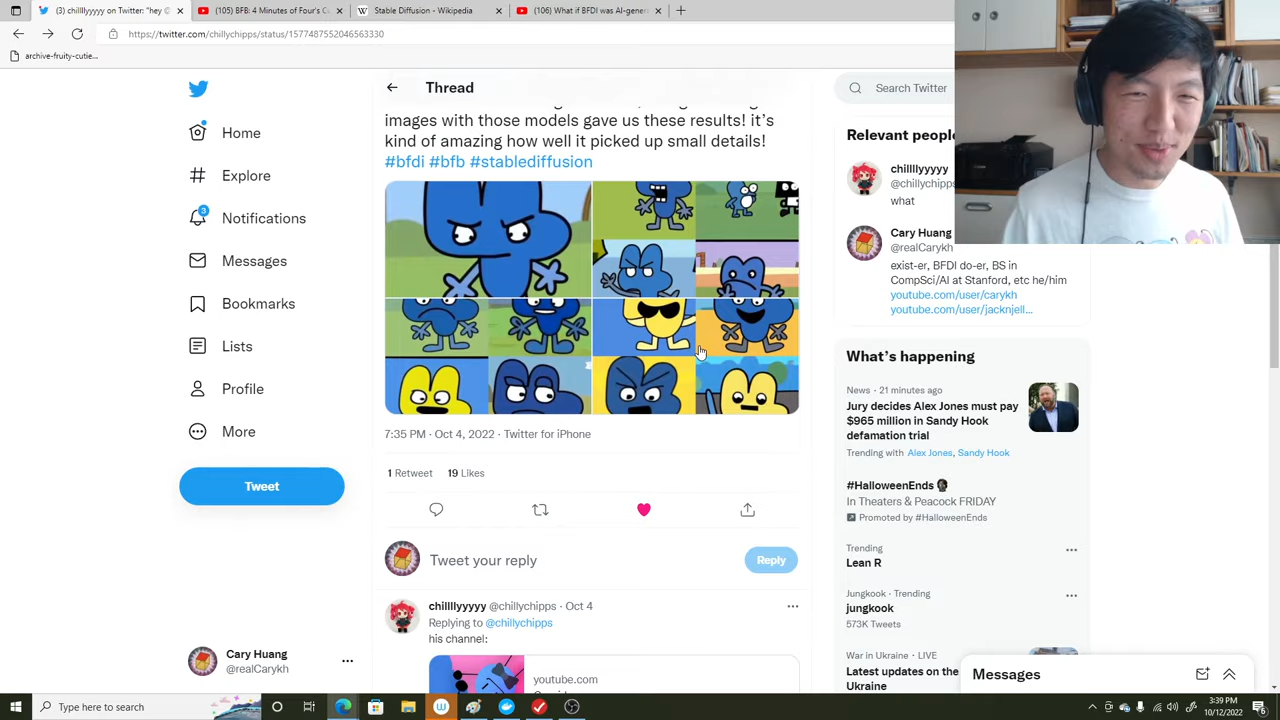 (3) chillllyyyyy on Twitter: "hey @
(105) BFB: 4 Minutes of Four's Cu
Stable Diffusion - Wikipedia
(106) What if BFDI was AI-gener
https://twitter.com/chillychipps/status/1577487552046563330
archive-fruity-cutie...
Home
Explore
3
Notifications
Messages
Bookmarks
Lists
Profile
More
Tweet
Cary Huang
@realCarykh
Thread
images with those models gave us these results! it's
kind of amazing how well it picked up small details!
#bfdi #bfb #stablediffusion
7:35 PM · Oct 4, 2022 · Twitter for iPhone
1 Retweet 19 Likes
Tweet your reply
Reply
chillllyyyyy @chillychipps · Oct 4
Replying to @chillychipps
his channel:
youtube.com
Search Twitter
Relevant people
chillllyyyyy
@chillychipps
what
Cary Huang
@realCarykh
exist-er, BFDI do-er, BS in
CompSci/AI at Stanford, etc he/him
youtube.com/user/carykh
youtube.com/user/jacknjell...
What's happening
News · 21 minutes ago
Jury decides Alex Jones must pay
$965 million in Sandy Hook
defamation trial
Trending with Alex Jones, Sandy Hook
#HalloweenEnds
In Theaters & Peacock FRIDAY
Promoted by #HalloweenEnds
Trending
Lean R
Jungkook · Trending
jungkook
573K Tweets
War in Ukraine · LIVE
Latest updates on the
Ukraine
Messages
Type here to search
3:39 PM
10/12/2022